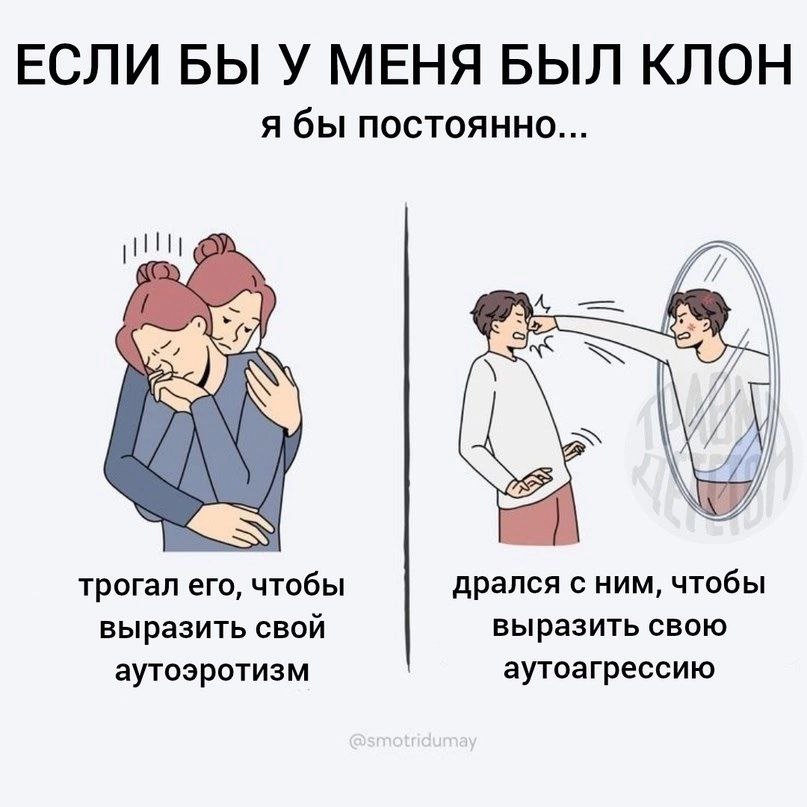 ЕСЛИ БЫ У МЕНЯ БЫЛ КЛОН
я бы постоянно...
трогал его, чтобы
выразить свой
аутоэротизм
дрался с ним, чтобы
выразить свою
аутоагрессию
@smotridumay